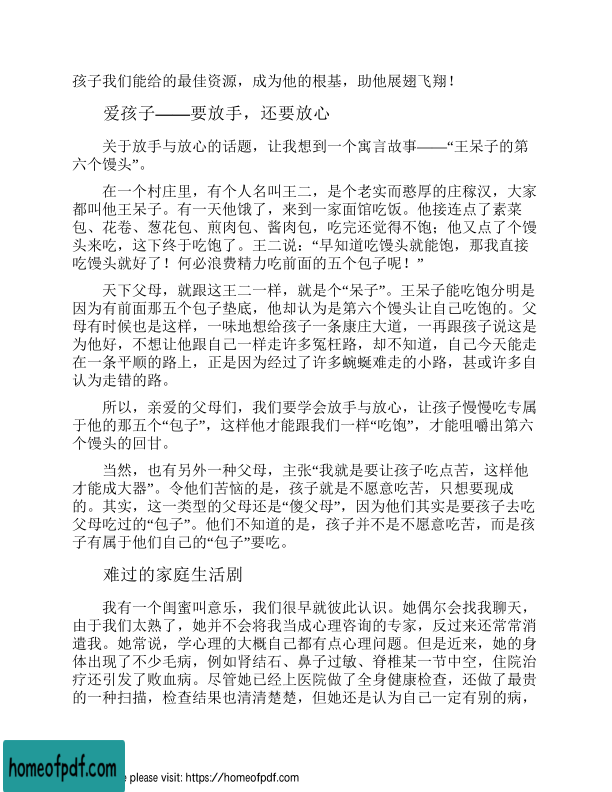 孩子我们能给的最佳资源，成为他的根基，助他展翅飞翔！
爱孩子——要放手，还要放心
关于放手与放心的话题，让我想到一个寓言故事——“王呆子的第
六个馒头”。
在一个村庄里，有个人名叫王二，是个老实而憨厚的庄稼汉，大家
都叫他王呆子。有一天他饿了，来到一家面馆吃饭。他接连点了素菜
包、花卷、葱花包、煎肉包、酱肉包，吃完还觉得不饱；他又点了个馒
头来吃，这下终于吃饱了。王二说：“早知道吃馒头就能饱，那我直接
吃馒头就好了！何必浪费精力吃前面的五个包子呢！”
天下父母，就跟这王二一样，就是个“呆子”。王呆子能吃饱分明是
因为有前面那五个包子垫底，他却认为是第六个馒头让自己吃饱的。父
母有时候也是这样，一味地想给孩子一条康庄大道，一再跟孩子说这是
为他好，不想让他跟自己一样走许多冤枉路，却不知道，自己今天能走
在一条平顺的路上，正是因为经过了许多蜿蜒难走的小路，甚或许多自
认为走错的路。
所以，亲爱的父母们，我们要学会放手与放心，让孩子慢慢吃专属
于他的那五个“包子”，这样他才能跟我们一样“吃饱”，才能咀嚼出第六
个馒头的回甘。
当然，也有另外一种父母，主张“我就是要让孩子吃点苦，这样他
才能成大器”。令他们苦恼的是，孩子就是不愿意吃苦，只想要现成
的。其实，这一类型的父母还是“傻父母”，因为他们其实是要孩子去吃
父母吃过的“包子”。他们不知道的是，孩子并不是不愿意吃苦，而是孩
子有属于他们自己的“包子”要吃。
难过的家庭生活剧
我有一个闺蜜叫意乐，我们很早就彼此认识。她偶尔会找我聊天，
由于我们太熟了，她并不会将我当成心理咨询的专家，反过来还常常消
遣我。她常说，学心理的大概自己都有点心理问题。但是近来，她的身
体出现了不少毛病，例如肾结石、鼻子过敏、脊椎某一节中空，住院治
疗还引发了败血病。尽管她已经上医院做了全身健康检查，还做了最贵
的一种扫描，检查结果也清清楚楚，但她还是认为自己一定有别的病，
homeofpdf.com
e please visit: https://homeofpdf.com